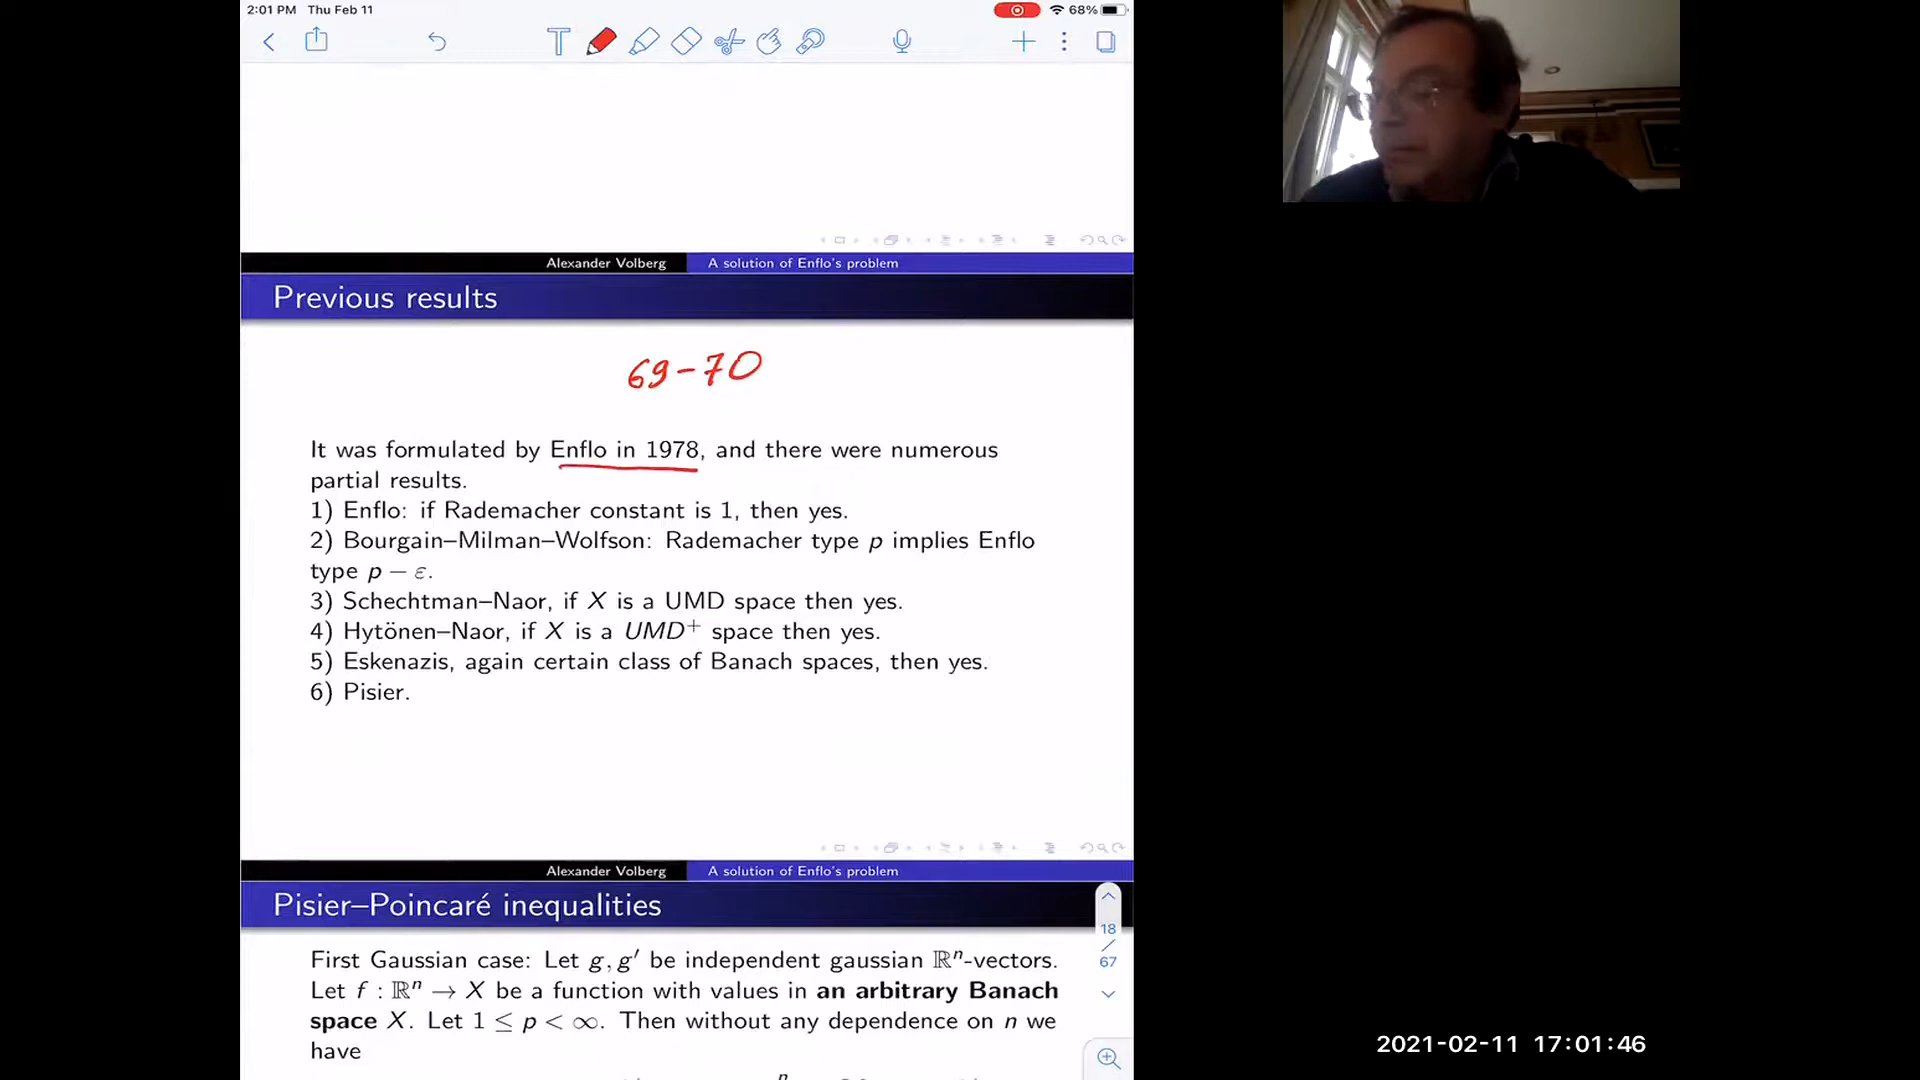 2:01 PM Thu Feb 11
68%
Alexander Volberg A solution of Enflo's problem
Previous results
69-70
It was formulated by Enflo in 1978, and there were numerous
partial results.
1) Enflo: if Rademacher constant is 1, then yes.
2) Bourgain–Milman–Wolfson: Rademacher type p implies Enflo
type p − ε.
3) Schechtman–Naor, if X is a UMD space then yes.
4) Hytönen–Naor, if X is a UMD⁺ space then yes.
5) Eskenazis, again certain class of Banach spaces, then yes.
6) Pisier.
Alexander Volberg A solution of Enflo's problem
Pisier–Poincaré inequalities
First Gaussian case: Let g, g′ be independent gaussian ℝⁿ-vectors.
Let f : ℝⁿ → X be a function with values in an arbitrary Banach
space X. Let 1 ≤ p < ∞. Then without any dependence on n we
have
18
/
67
2021-02-11 17:01:46